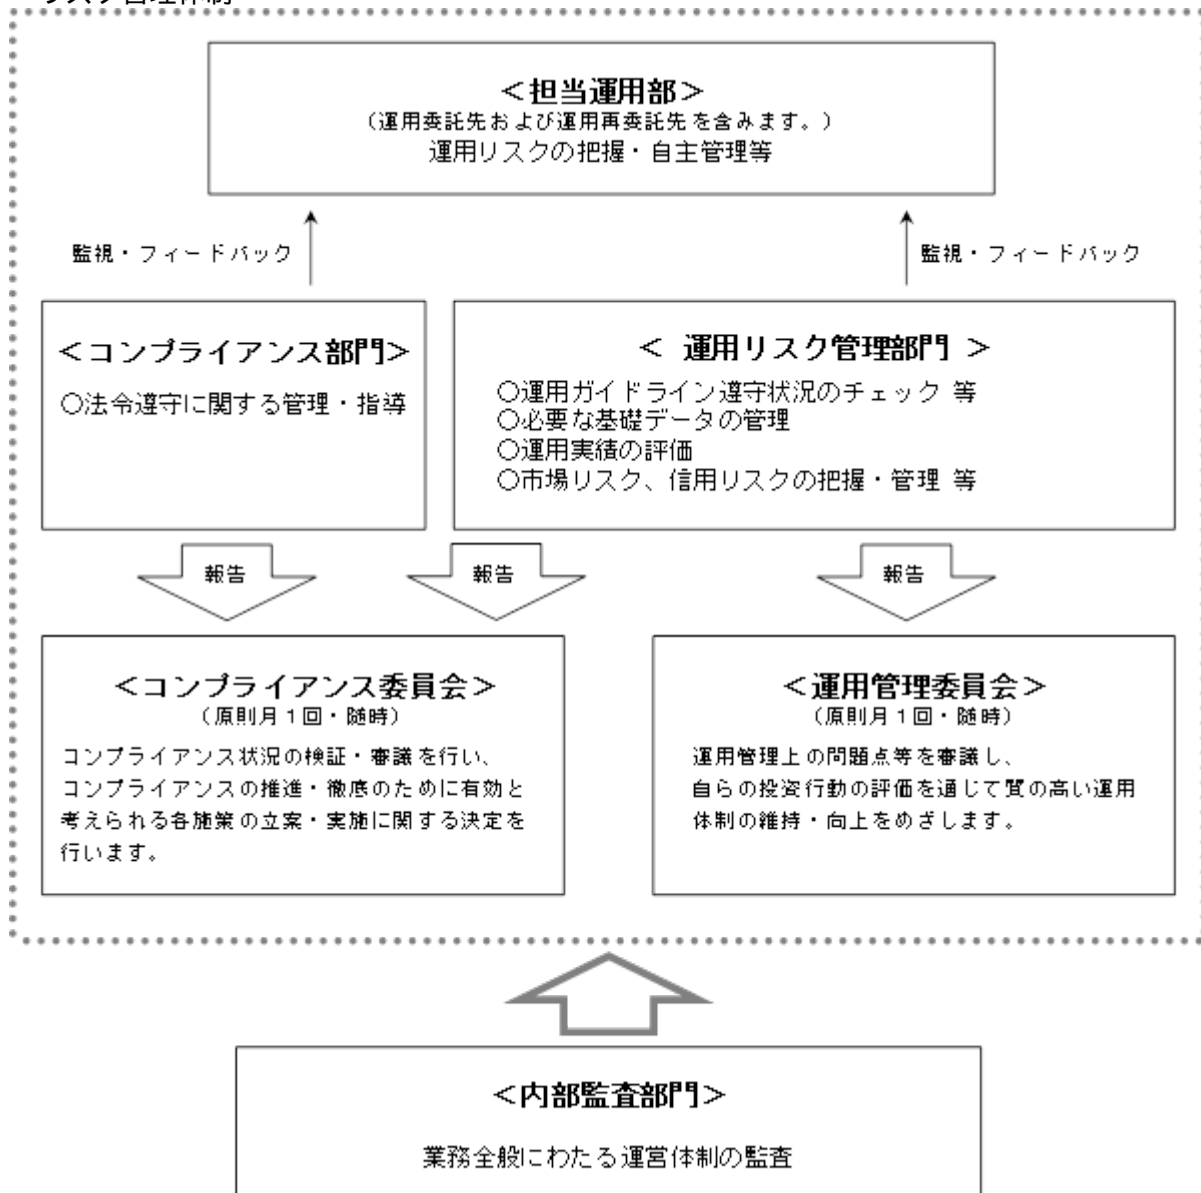 リスク管理体制
＜担当運用部＞
（運用委託先および運用再委託先を含みます。）
運用リスクの把握・自主管理等
監視・フィードバック
監視・フィードバック
＜コンプライアンス部門＞
○法令遵守に関する管理・指導
＜ 運用リスク管理部門 ＞
○運用ガイドライン遵守状況のチェック 等
○必要な基礎データの管理
○運用実績の評価
○市場リスク、信用リスクの把握・管理 等
報告
報告
報告
＜コンプライアンス委員会＞
（原則月１回・随時）
コンプライアンス状況の検証・審議を行い、
コンプライアンスの推進・徹底のために有効と
考えられる各施策の立案・実施に関する決定を
行います。
＜運用管理委員会＞
（原則月１回・随時）
運用管理上の問題点等を審議し、
自らの投資行動の評価を通じて質の高い運用
体制の維持・向上をめざします。
＜内部監査部門＞
業務全般にわたる運営体制の監査